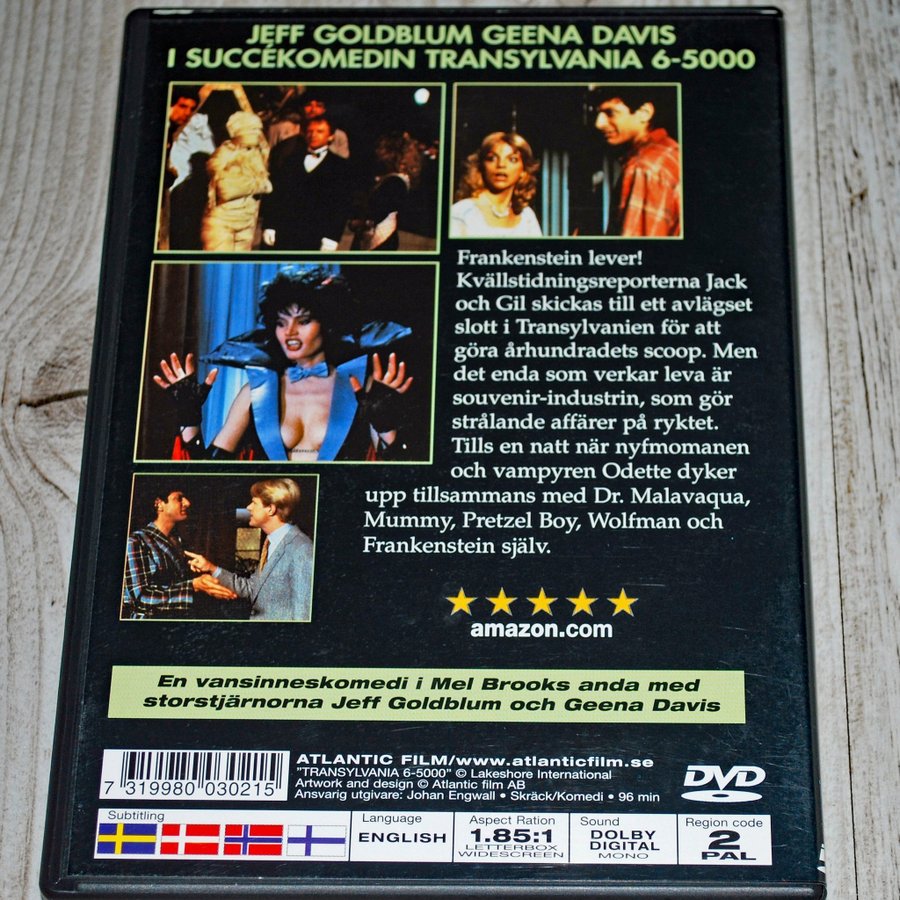 JEFF GOLDBLUM GEENA DAVIS
I SUCCÉKOMEDIN TRANSYLVANIA 6-5000
Frankenstein lever!
Kvällstidningsreporterna Jack
och Gil skickas till ett avlägset
slott i Transylvanien för att
göra århundradets scoop. Men
det enda som verkar leva är
souvenir-industrin, som gör
strålande affärer på ryktet.
Tills en natt när nyfmomanen
och vampyren Odette dyker
upp tillsammans med Dr. Malavaqua,
Mummy, Pretzel Boy, Wolfman och
Frankenstein själv.
amazon.com
En vansinneskomedi i Mel Brooks anda med
storstjärnorna Jeff Goldblum och Geena Davis
7 319980 030215
ATLANTIC FILM/www.atlanticfilm.se
"TRANSYLVANIA 6-5000" © Lakeshore International
Artwork and design © Atlantic film AB
Ansvarig utgivare: Johan Engwall • Skräck/Komedi • 96 min
DVD
Subtitling
Language
ENGLISH
Aspect Ration
1.85:1
LETTERBOX
WIDESCREEN
Sound
DOLBY
DIGITAL
MONO
Region code
2
PAL